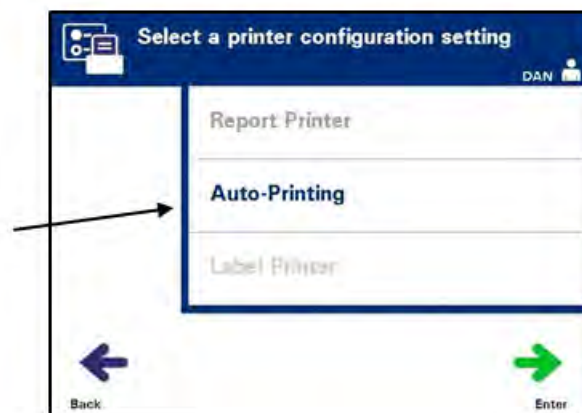 Select a printer configuration setting
DAN
Report Printer
Auto-Printing
Label Printer
Back
Enter